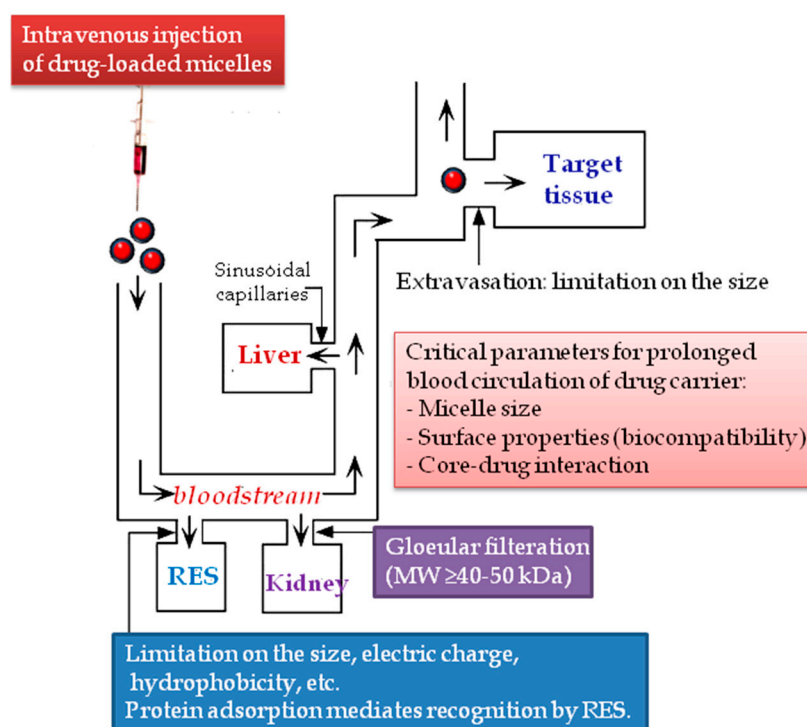 Intravenous injection
of drug-loaded micelles
Target
tissue
Sinusoidal
capillaries
Extravasation: limitation on the size
Liver
Critical parameters for prolonged
blood circulation of drug carrier:
- Micelle size
- Surface properties (biocompatibility)
- Core-drug interaction
bloodstream
RES
Kidney
Gloeular filteration
(MW ≥40-50 kDa)
Limitation on the size, electric charge,
hydrophobicity, etc.
Protein adsorption mediates recognition by RES.